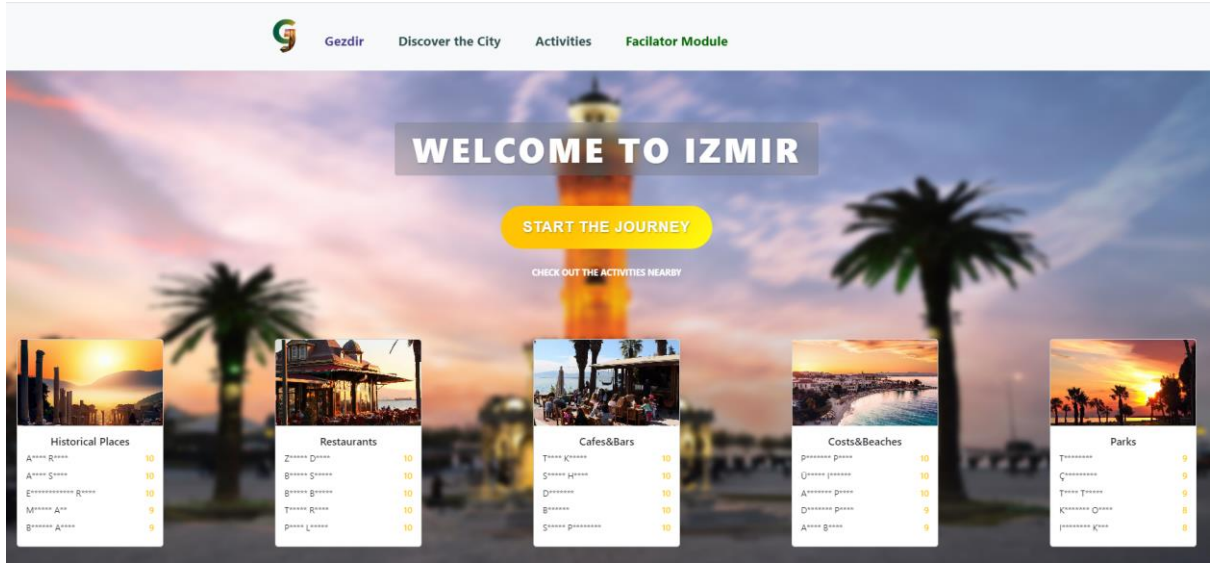 Gezdir Discover the City Activities Facilator Module
WELCOME TO IZMIR
START THE JOURNEY
CHECK OUT THE ACTIVITIES NEARBY
Historical Places
A**** R**** 10
A**** S**** 10
E************ R**** 10
M***** A** 9
B****** A**** 9
Restaurants
Z***** D**** 10
B***** S***** 10
B***** B***** 10
T***** R**** 10
P**** L***** 10
Cafes&Bars
T**** K***** 10
S***** H**** 10
D******* 10
B****** 10
S***** P******** 10
Costs&Beaches
P******* P**** 10
Ü***** I****** 10
A******* P**** 10
D******* P**** 9
A**** B**** 9
Parks
T******** 9
Ç********* 9
T**** T***** 9
K******* O**** 8
I******** K*** 8